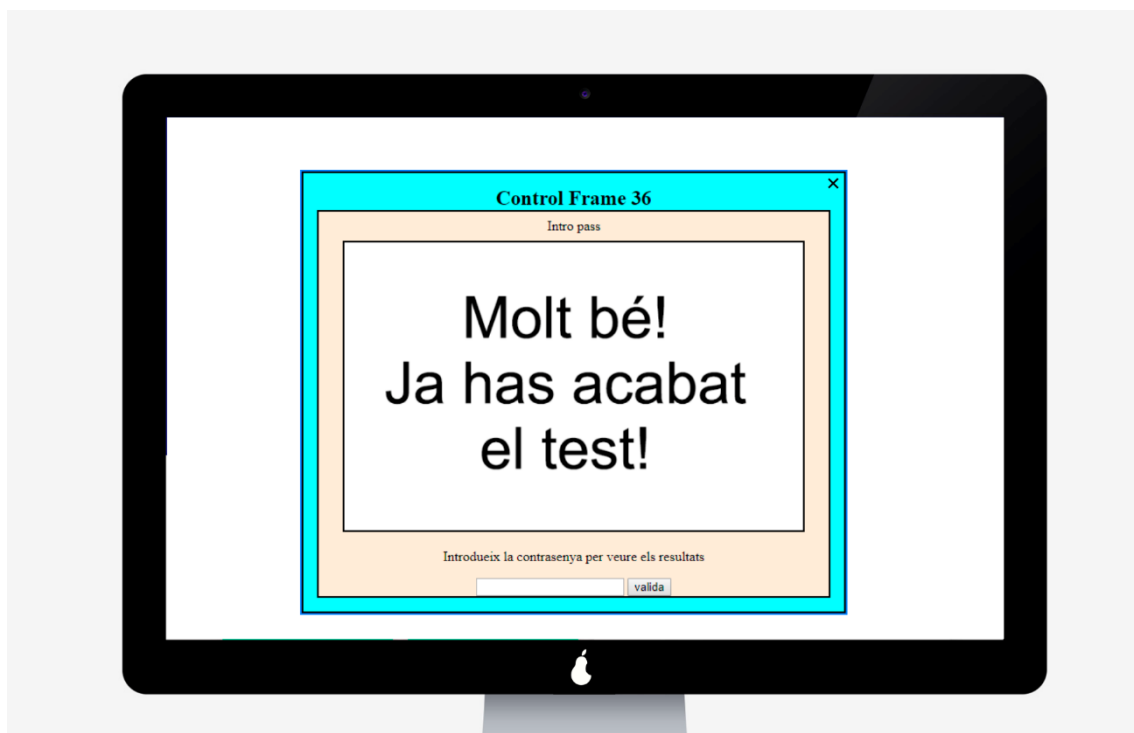 Control Frame 36
Intro pass
Molt bé!
Ja has acabat
el test!
Introdueix la contrasenya per veure els resultats
valida